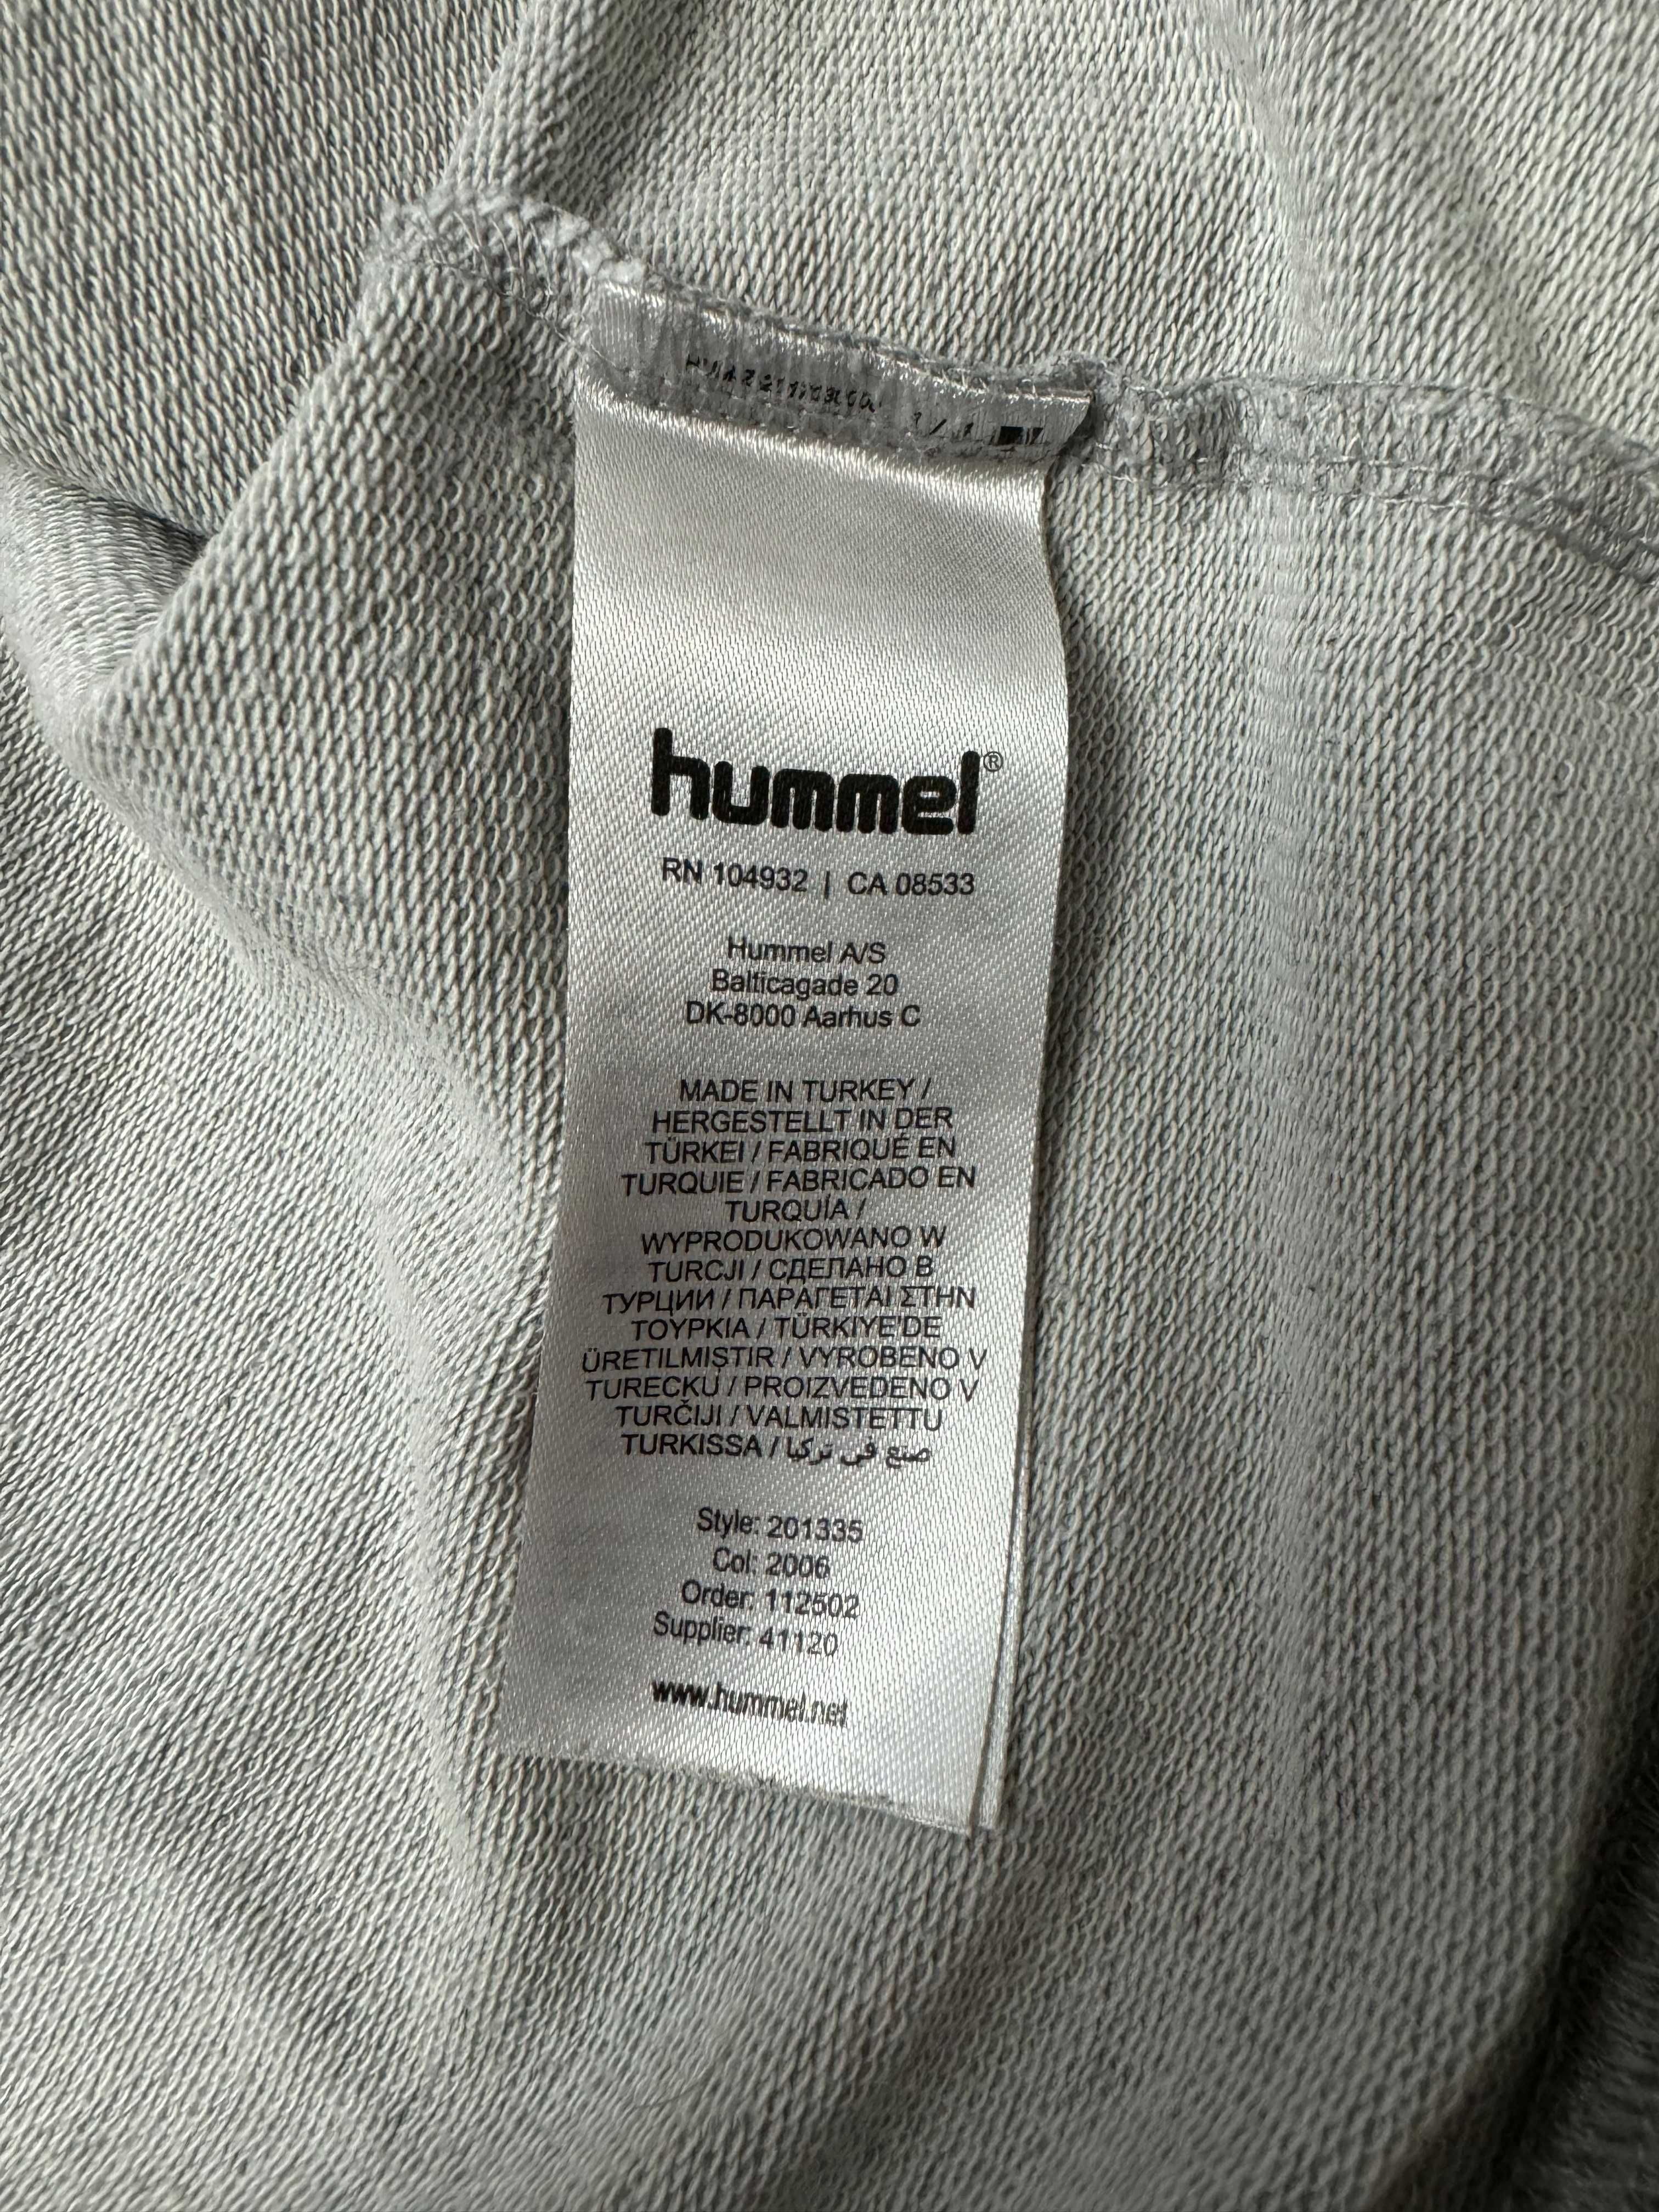 hummel®
RN 104932 | CA 08533
Hummel A/S
Balticagade 20
DK-8000 Aarhus C
MADE IN TURKEY /
HERGESTELLT IN DER
TÜRKEI / FABRIQUÉ EN
TURQUIE / FABRICADO EN
TURQUÍA /
WYPRODUKOWANO W
TURCJI / СДЕЛАНО В
ТУРЦИИ / ΠΑΡΑΓΕΤΑΙ ΣΤΗΝ
ΤΟΥΡΚΙΑ / TÜRKIYE'DE
ÜRETILMIŞTIR / VYROBENO V
TURECKU / PROIZVEDENO V
TURČIJI / VALMISTETTU
TURKISSA / صنع في تركيا
Style: 201335
Col: 2006
Order: 112502
Supplier: 41120
www.hummel.net